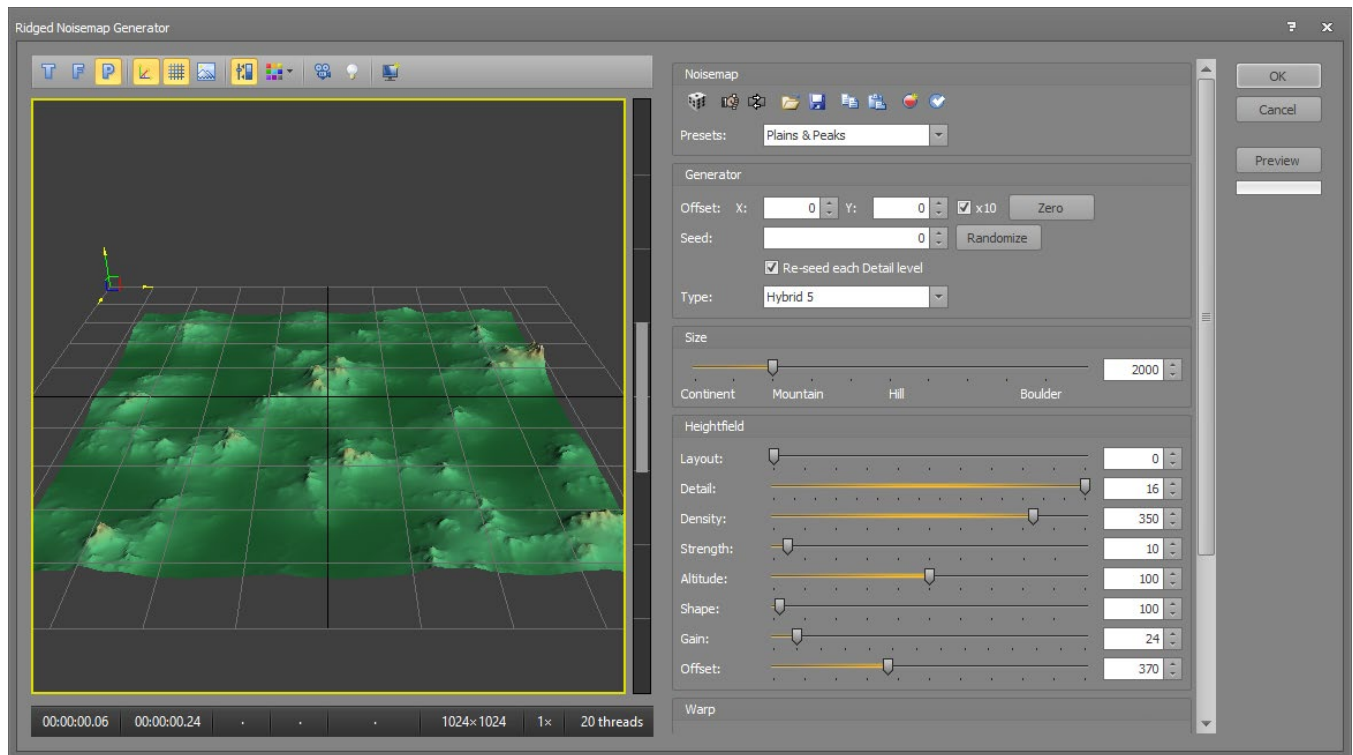 Ridged Noisemap Generator
T F P
Noisemap
Presets: Plains & Peaks
Generator
Offset: X: 0 Y: 0 x10 Zero
Seed: 0 Randomize
Re-seed each Detail level
Type: Hybrid 5
Size
2000
Continent Mountain Hill Boulder
Heightfield
Layout: 0
Detail: 16
Density: 350
Strength: 10
Altitude: 100
Shape: 100
Gain: 24
Offset: 370
Warp
OK
Cancel
Preview
00:00:00.06 00:00:00.24 · · · 1024×1024 1× 20 threads